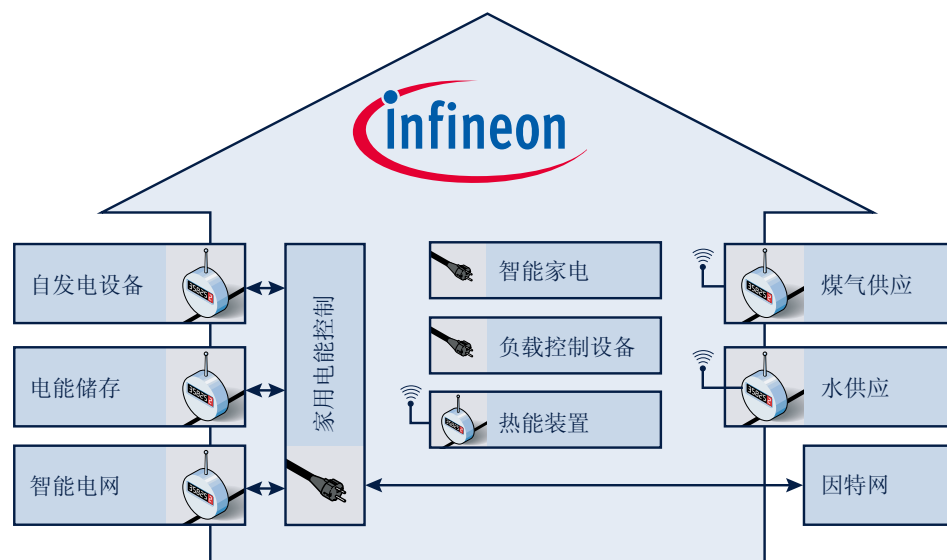 infineon
自发电设备
电能储存
智能电网
家用电能控制
智能家电
负载控制设备
热能装置
煤气供应
水供应
因特网